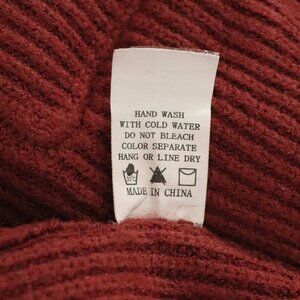 HAND WASH
WITH COLD WATER
DO NOT BLEACH
COLOR SEPARATE
HANG OR LINE DRY
MADE IN CHINA